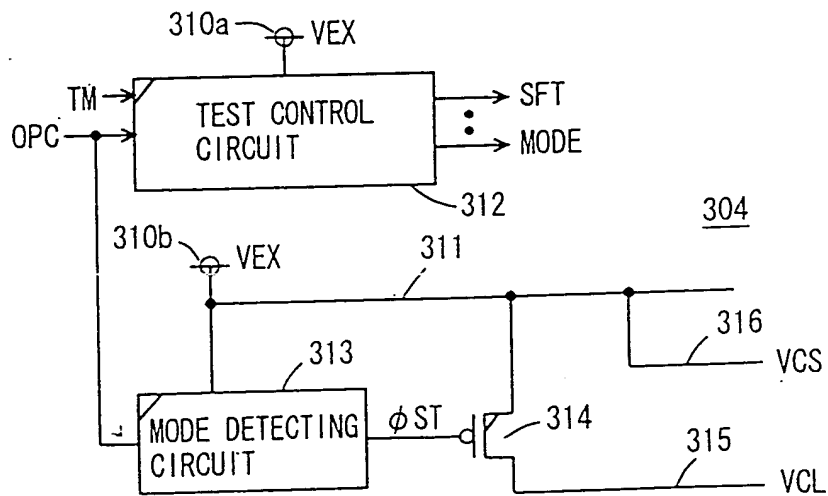 310a VEX
TM
TEST CONTROL
CIRCUIT
SFT
OPC
MODE
312
304
310b VEX
311
316
VCS
313
MODE DETECTING
CIRCUIT
φST
314
315
VCL